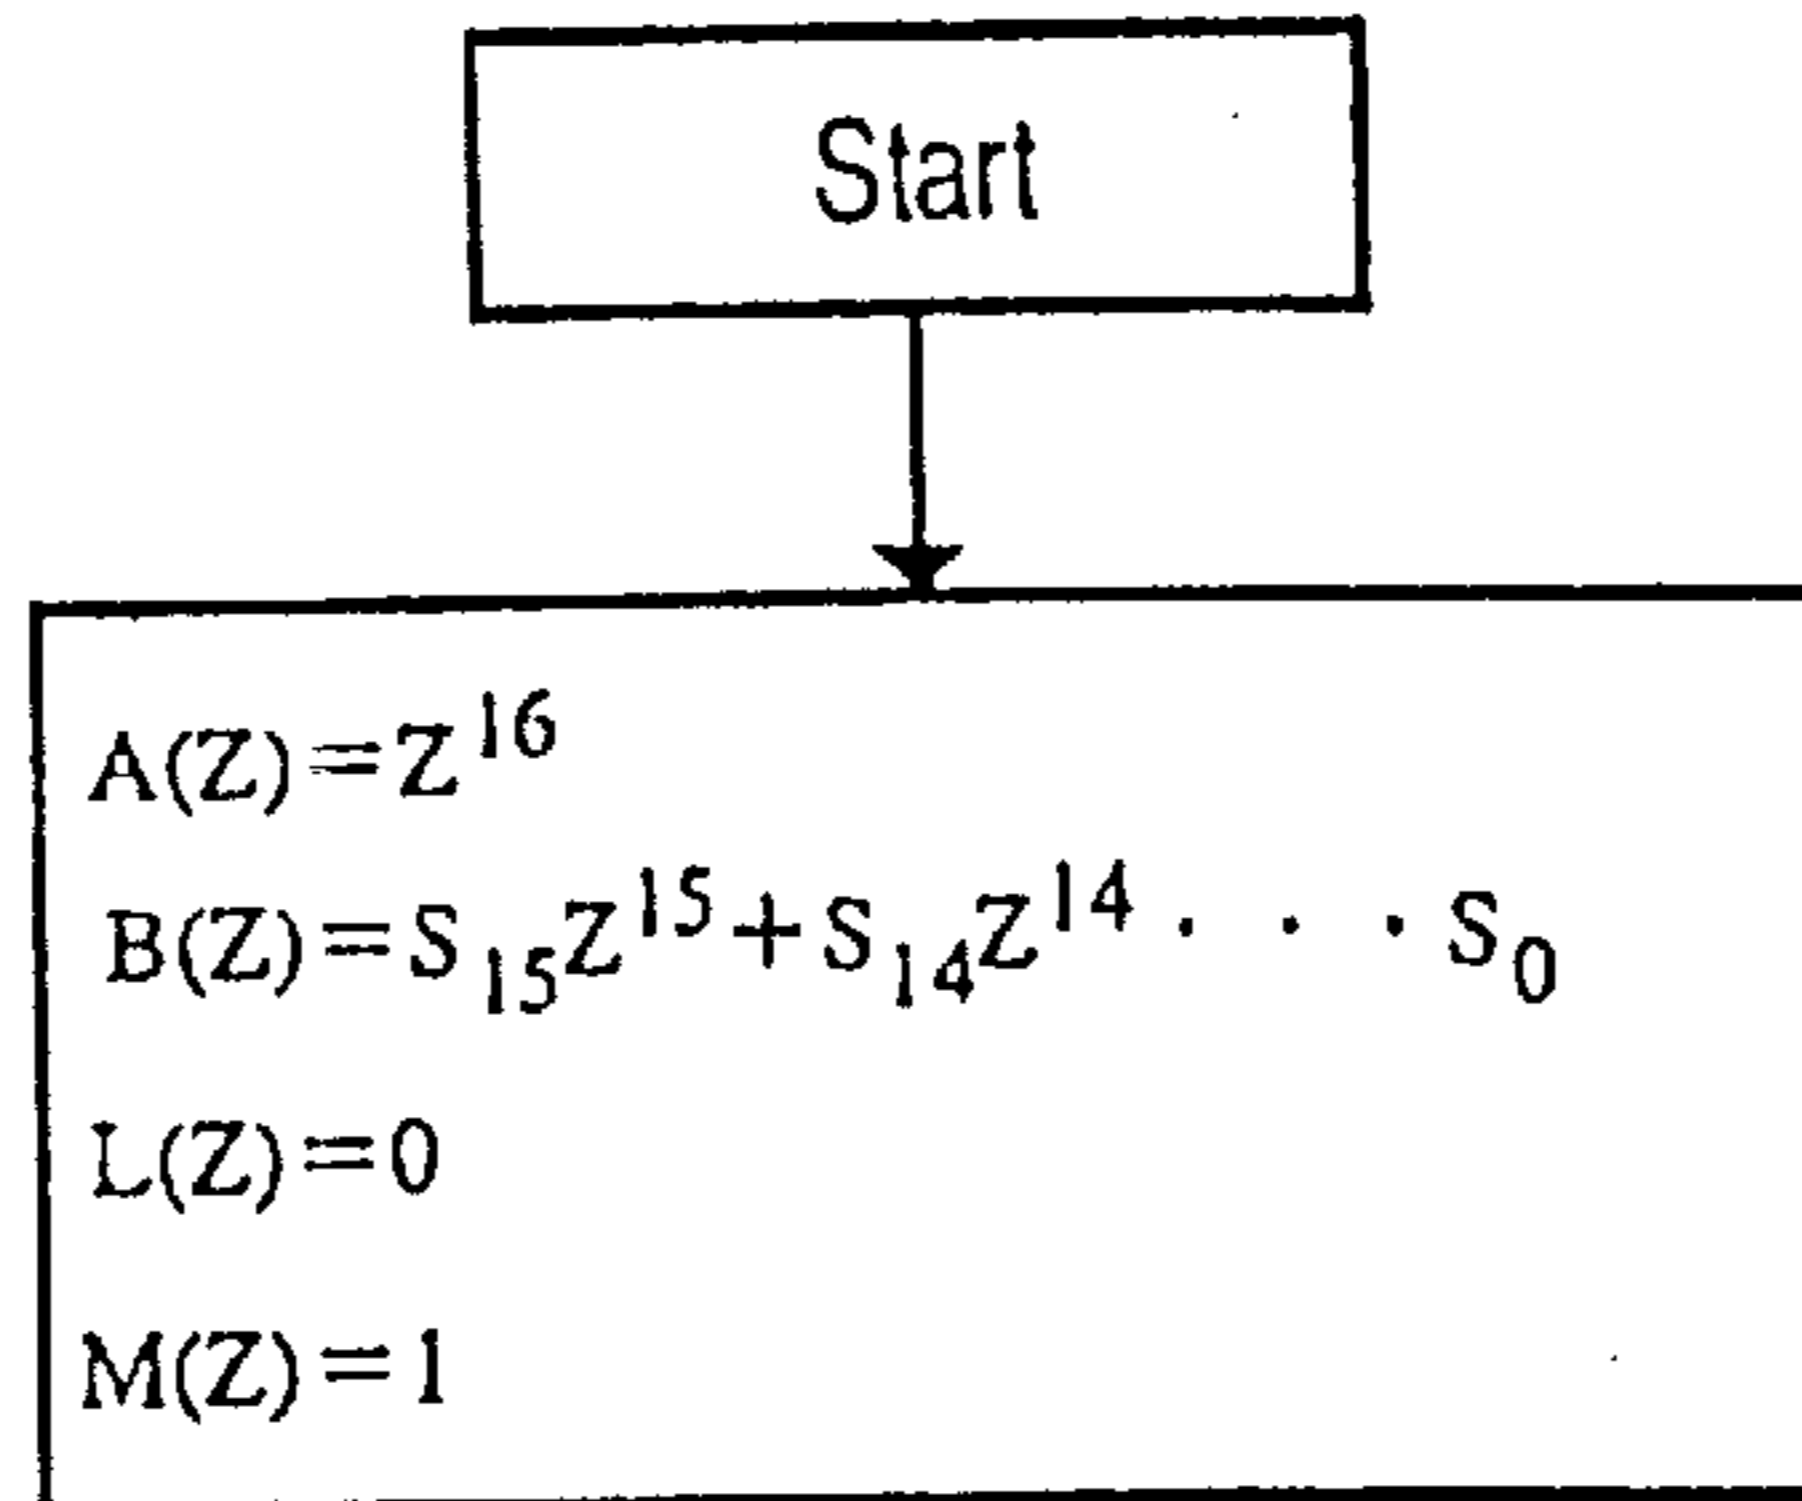 Start
A(Z)=Z^16
B(Z)=S_15Z^15+S_14Z^14 · · · S_0
L(Z)=0
M(Z)=1